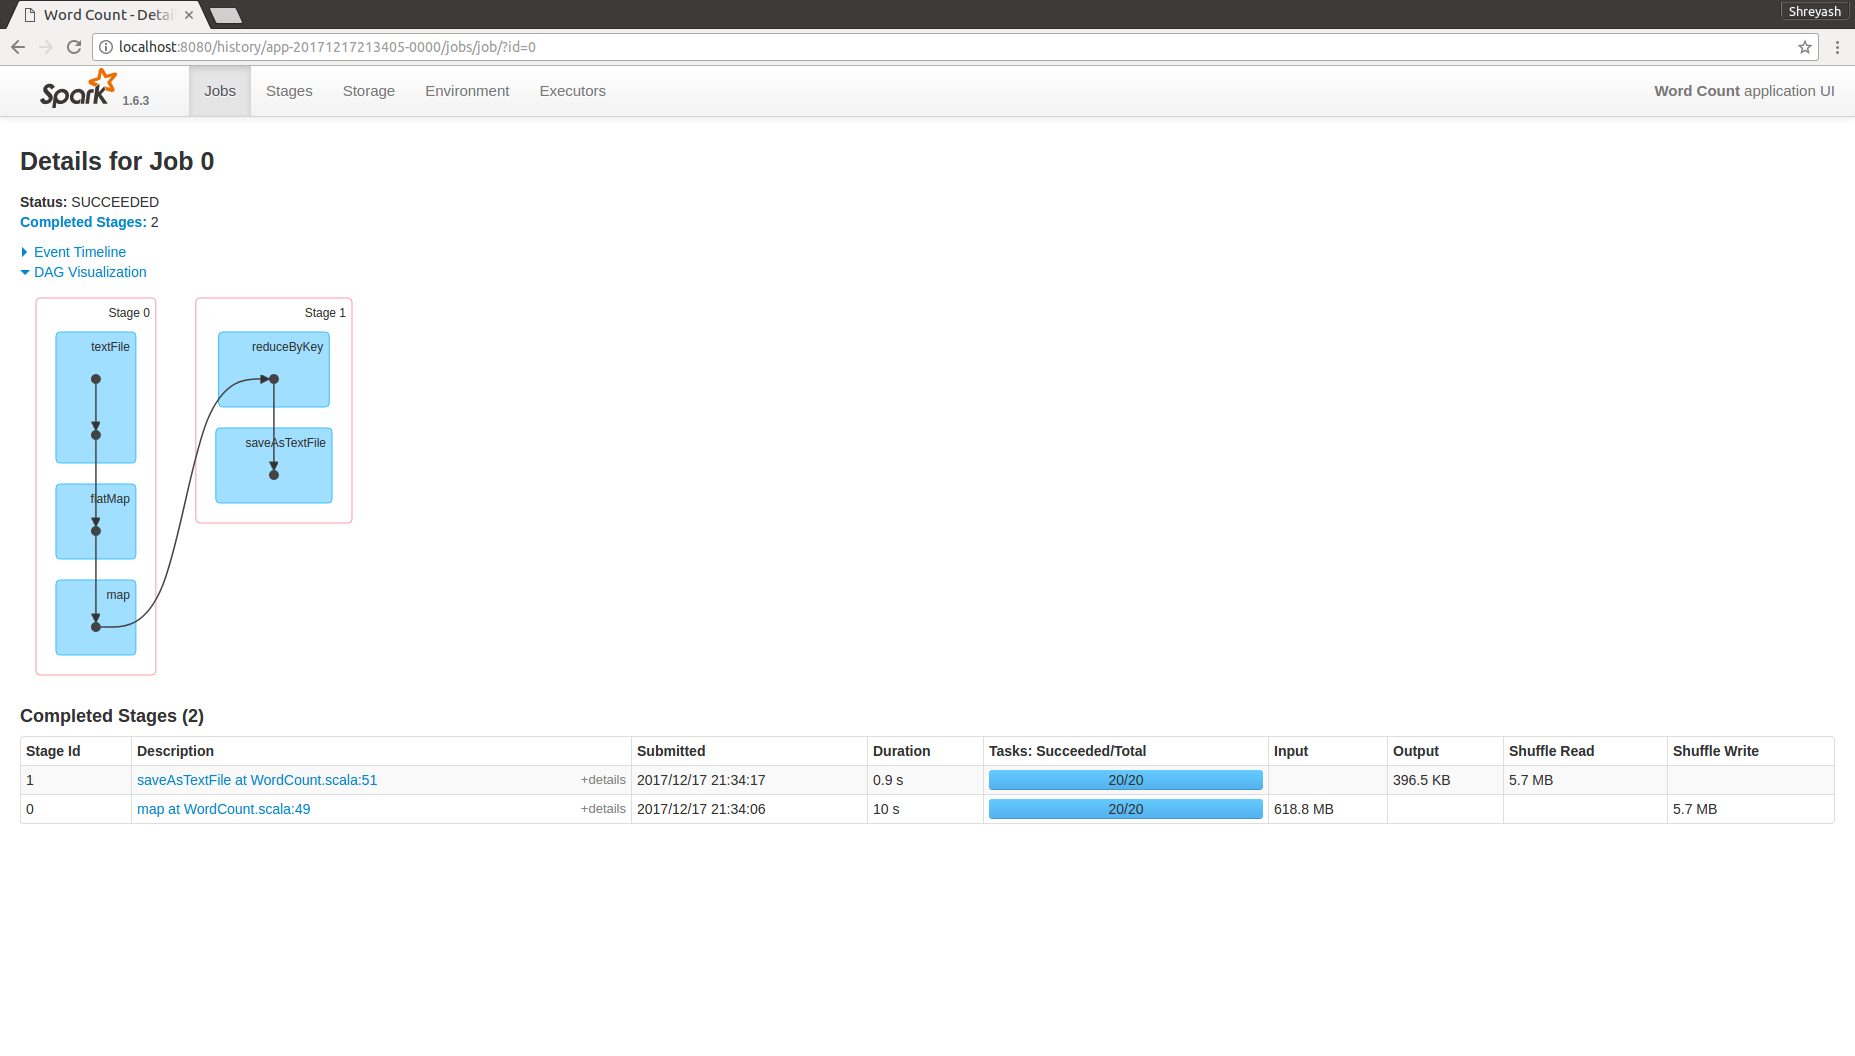 Word Count - Detai
Shreyash
localhost:8080/history/app-20171217213405-0000/jobs/job/?id=0
Spark 1.6.3 Jobs Stages Storage Environment Executors Word Count application UI
Details for Job 0
Status: SUCCEEDED
Completed Stages: 2
Event Timeline
DAG Visualization
Stage 0
textFile
flatMap
map
Stage 1
reduceByKey
saveAsTextFile
Completed Stages (2)
Stage Id Description Submitted Duration Tasks: Succeeded/Total Input Output Shuffle Read Shuffle Write
1 saveAsTextFile at WordCount.scala:51 +details 2017/12/17 21:34:17 0.9 s 20/20 396.5 KB 5.7 MB
0 map at WordCount.scala:49 +details 2017/12/17 21:34:06 10 s 20/20 618.8 MB 5.7 MB